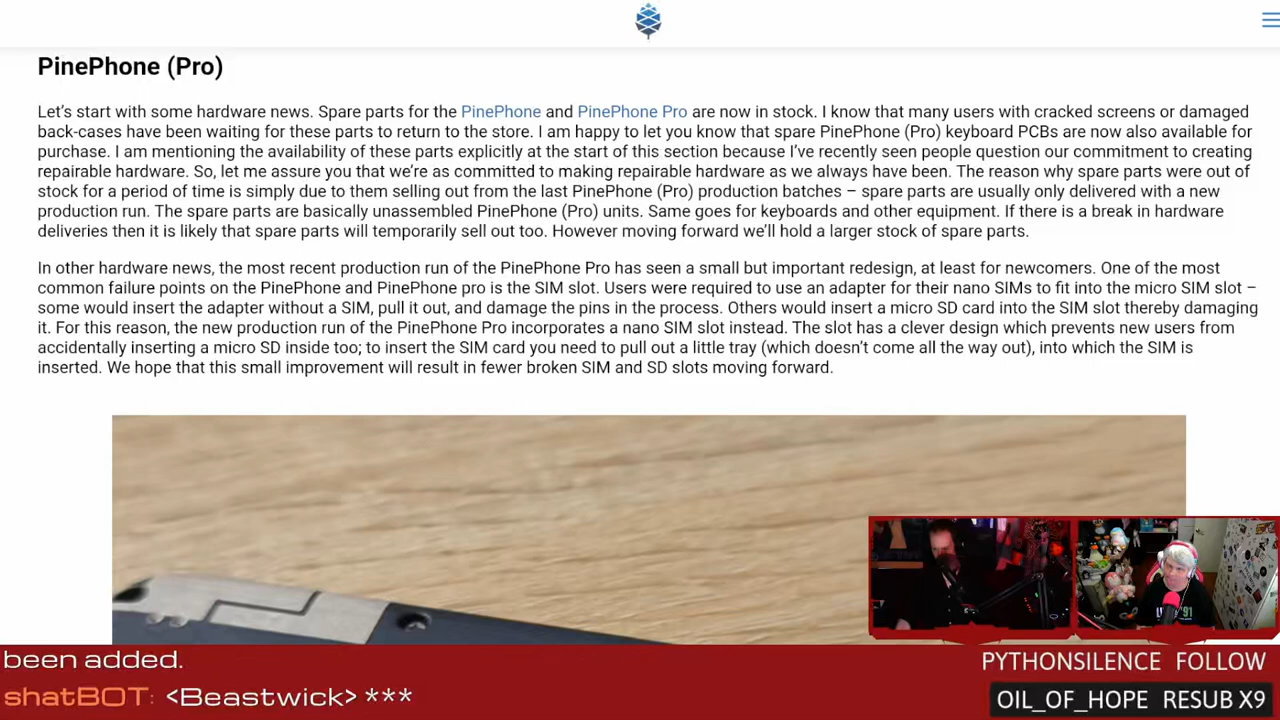 PinePhone (Pro)
Let's start with some hardware news. Spare parts for the PinePhone and PinePhone Pro are now in stock. I know that many users with cracked screens or damaged
back-cases have been waiting for these parts to return to the store. I am happy to let you know that spare PinePhone (Pro) keyboard PCBs are now also available for
purchase. I am mentioning the availability of these parts explicitly at the start of this section because I've recently seen people question our commitment to creating
repairable hardware. So, let me assure you that we're as committed to making repairable hardware as we always have been. The reason why spare parts were out of
stock for a period of time is simply due to them selling out from the last PinePhone (Pro) production batches – spare parts are usually only delivered with a new
production run. The spare parts are basically unassembled PinePhone (Pro) units. Same goes for keyboards and other equipment. If there is a break in hardware
deliveries then it is likely that spare parts will temporarily sell out too. However moving forward we'll hold a larger stock of spare parts.
In other hardware news, the most recent production run of the PinePhone Pro has seen a small but important redesign, at least for newcomers. One of the most
common failure points on the PinePhone and PinePhone pro is the SIM slot. Users were required to use an adapter for their nano SIMs to fit into the micro SIM slot –
some would insert the adapter without a SIM, pull it out, and damage the pins in the process. Others would insert a micro SD card into the SIM slot thereby damaging
it. For this reason, the new production run of the PinePhone Pro incorporates a nano SIM slot instead. The slot has a clever design which prevents new users from
accidentally inserting a micro SD inside too; to insert the SIM card you need to pull out a little tray (which doesn't come all the way out), into which the SIM is
inserted. We hope that this small improvement will result in fewer broken SIM and SD slots moving forward.
been added.
shatBOT: <Beastwick> ***
PYTHONSILENCE FOLLOW
OIL_OF_HOPE RESUB X9